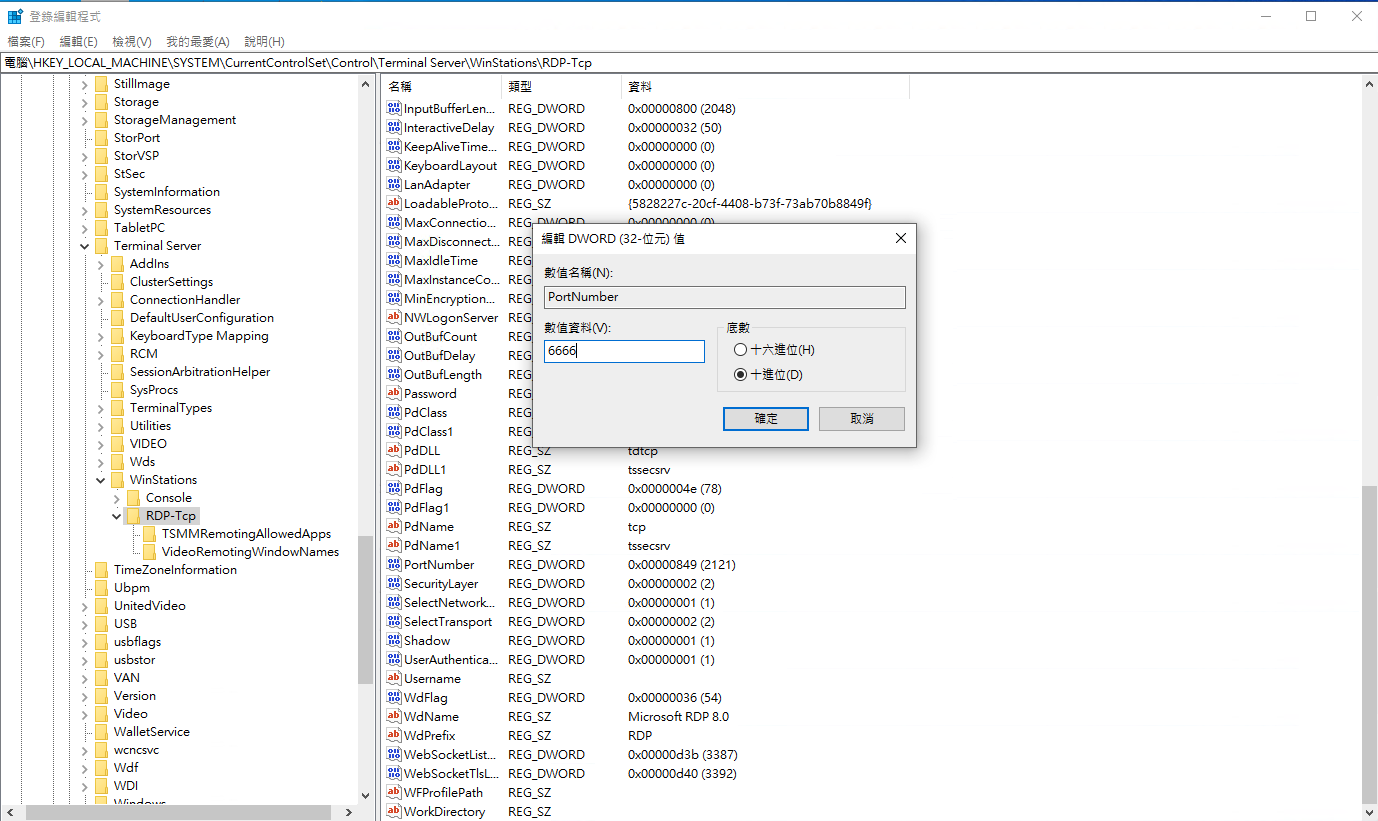 登錄編輯程式
檔案(F) 編輯(E) 檢視(V) 我的最愛(A) 說明(H)
電腦\HKEY_LOCAL_MACHINE\SYSTEM\CurrentControlSet\Control\Terminal Server\WinStations\RDP-Tcp
StillImage
Storage
StorageManagement
StorPort
StorVSP
StSec
SystemInformation
SystemResources
TabletPC
Terminal Server
AddIns
ClusterSettings
ConnectionHandler
DefaultUserConfiguration
KeyboardType Mapping
RCM
SessionArbitrationHelper
SysProcs
TerminalTypes
Utilities
VIDEO
Wds
WinStations
Console
RDP-Tcp
TSMMRemotingAllowedApps
VideoRemotingWindowNames
TimeZoneInformation
Ubpm
UnitedVideo
USB
usbflags
usbstor
VAN
Version
Video
WalletService
wcncsvc
Wdf
WDI
Windows
名稱 類型 資料
InputBufferLen... REG_DWORD 0x00000800 (2048)
InteractiveDelay REG_DWORD 0x00000032 (50)
KeepAliveTime... REG_DWORD 0x00000000 (0)
KeyboardLayout REG_DWORD 0x00000000 (0)
LanAdapter REG_DWORD 0x00000000 (0)
LoadableProto... REG_SZ {5828227c-20cf-4408-b73f-73ab70b8849f}
MaxConnectio... REG_DWORD 0x00000000 (0)
MaxDisconnect... REG
MaxIdleTime REG
MaxInstanceCo... REG
MinEncryption... REG
NWLogonServer REG
OutBufCount REG
OutBufDelay REG
OutBufLength REG
Password REG
PdClass REG
PdClass1 REG
PdDLL REG_SZ tdtcp
PdDLL1 REG_SZ tssecsrv
PdFlag REG_DWORD 0x0000004e (78)
PdFlag1 REG_DWORD 0x00000000 (0)
PdName REG_SZ tcp
PdName1 REG_SZ tssecsrv
PortNumber REG_DWORD 0x00000849 (2121)
SecurityLayer REG_DWORD 0x00000002 (2)
SelectNetwork... REG_DWORD 0x00000001 (1)
SelectTransport REG_DWORD 0x00000002 (2)
Shadow REG_DWORD 0x00000001 (1)
UserAuthentica... REG_DWORD 0x00000001 (1)
Username REG_SZ
WdFlag REG_DWORD 0x00000036 (54)
WdName REG_SZ Microsoft RDP 8.0
WdPrefix REG_SZ RDP
WebSocketList... REG_DWORD 0x00000d3b (3387)
WebSocketTlsL... REG_DWORD 0x00000d40 (3392)
WFProfilePath REG_SZ
WorkDirectory REG_SZ
編輯 DWORD (32-位元) 值
數值名稱(N):
PortNumber
數值資料(V):
6666
底數
十六進位(H)
十進位(D)
確定 取消